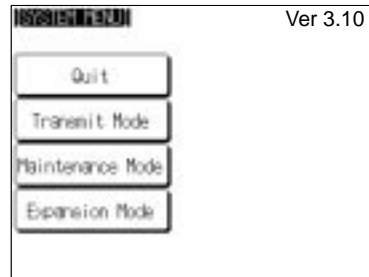 [SYSTEM MENU] Ver 3.10
Quit
Transmit Mode
Maintenance Mode
Expansion Mode